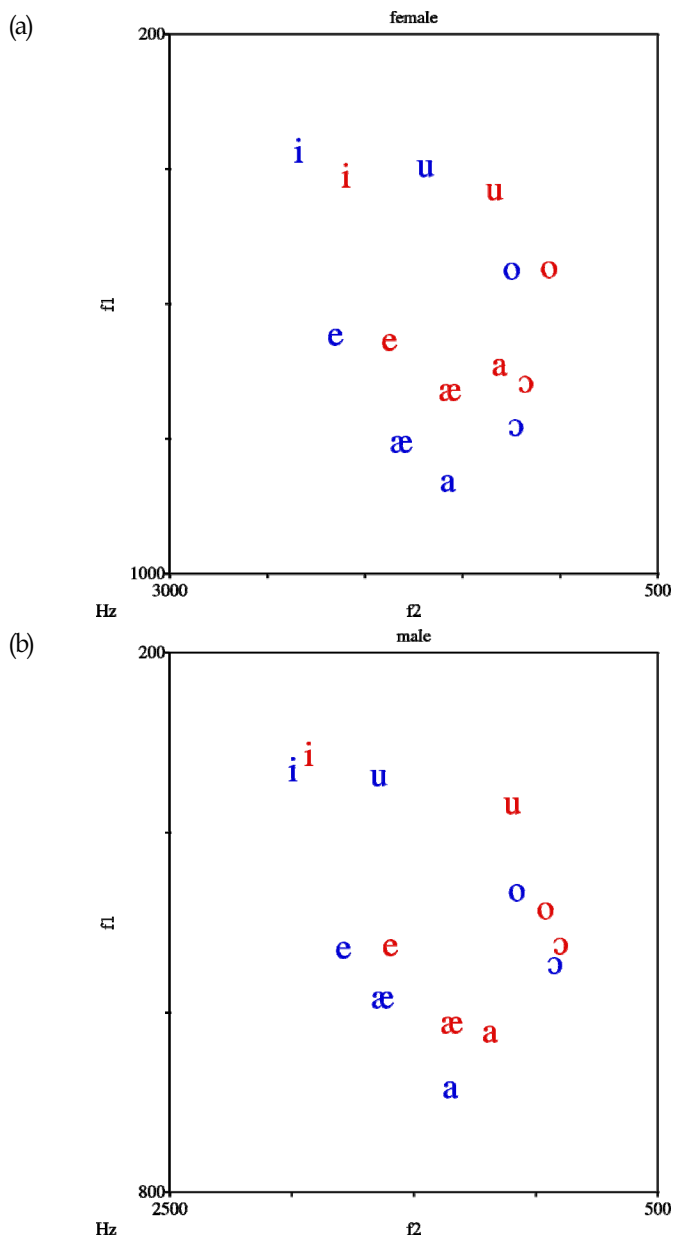 (a)
female
200
i
i
u
u
o o
f1
e e
a
æ ɔ
ɔ
æ
a
1000
3000 500
Hz f2
(b)
male
200
i
i
u
u
o
o
f1
e e ɔ
ɔ
æ
æ a
a
800
2500 500
Hz f2